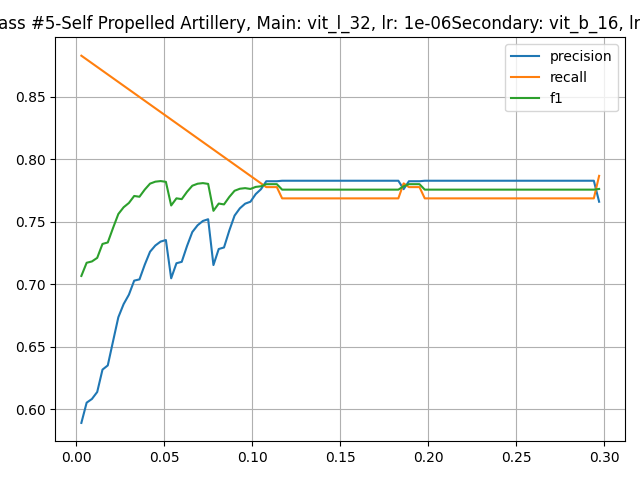 ass #5-Self Propelled Artillery, Main: vit_l_32, lr: 1e-06Secondary: vit_b_16, lr
precision
recall
f1
0.85
0.80
0.75
0.70
0.65
0.60
0.00 0.05 0.10 0.15 0.20 0.25 0.30